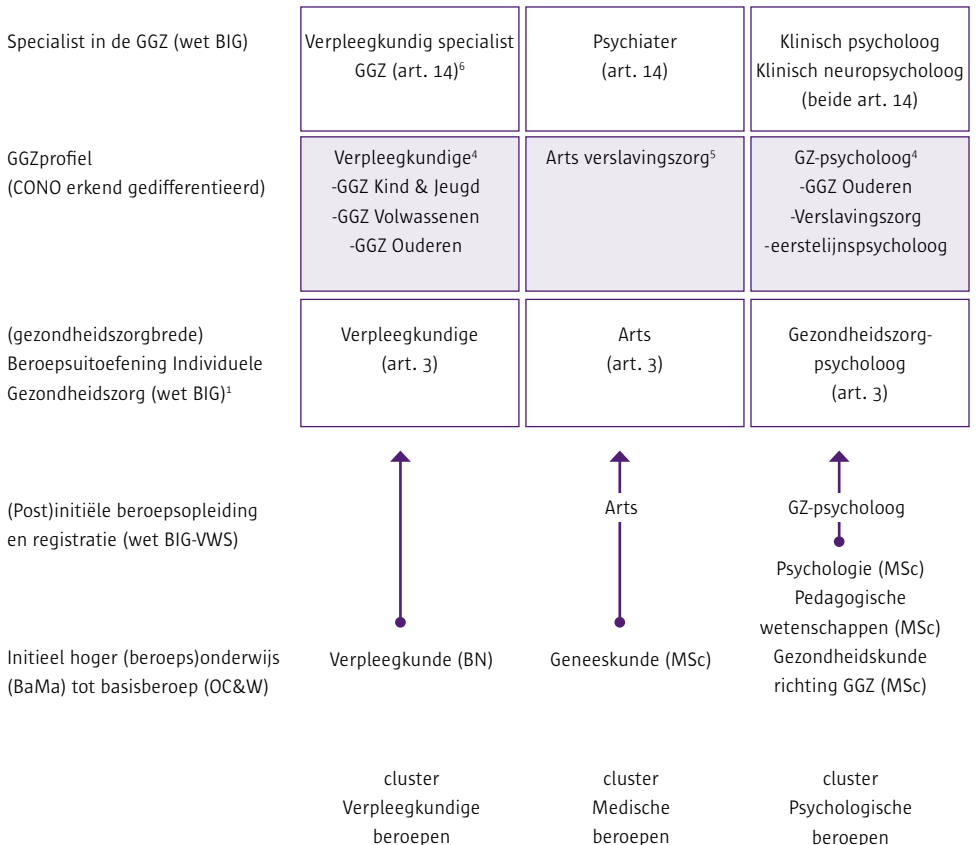 Specialist in de GGZ (wet BIG)
Verpleegkundig specialist
GGZ (art. 14)⁶
Psychiater
(art. 14)
Klinisch psycholoog
Klinisch neuropsycholoog
(beide art. 14)
GGZprofiel
(CONO erkend gedifferentieerd)
Verpleegkundige⁴
-GGZ Kind & Jeugd
-GGZ Volwassenen
-GGZ Ouderen
Arts verslavingszorg⁵
GZ-psycholoog⁴
-GGZ Ouderen
-Verslavingszorg
-eerstelijnspsycholoog
(gezondheidszorgbrede)
Beroepsuitoefening Individuele
Gezondheidszorg (wet BIG)¹
Verpleegkundige
(art. 3)
Arts
(art. 3)
Gezondheidszorg-
psycholoog
(art. 3)
(Post)initiële beroepsopleiding
en registratie (wet BIG-VWS)
Arts
GZ-psycholoog
Initieel hoger (beroeps)onderwijs
(BaMa) tot basisberoep (OC&W)
Verpleegkunde (BN)
Geneeskunde (MSc)
Psychologie (MSc)
Pedagogische
wetenschappen (MSc)
Gezondheidskunde
richting GGZ (MSc)
cluster
Verpleegkundige
beroepen
cluster
Medische
beroepen
cluster
Psychologische
beroepen